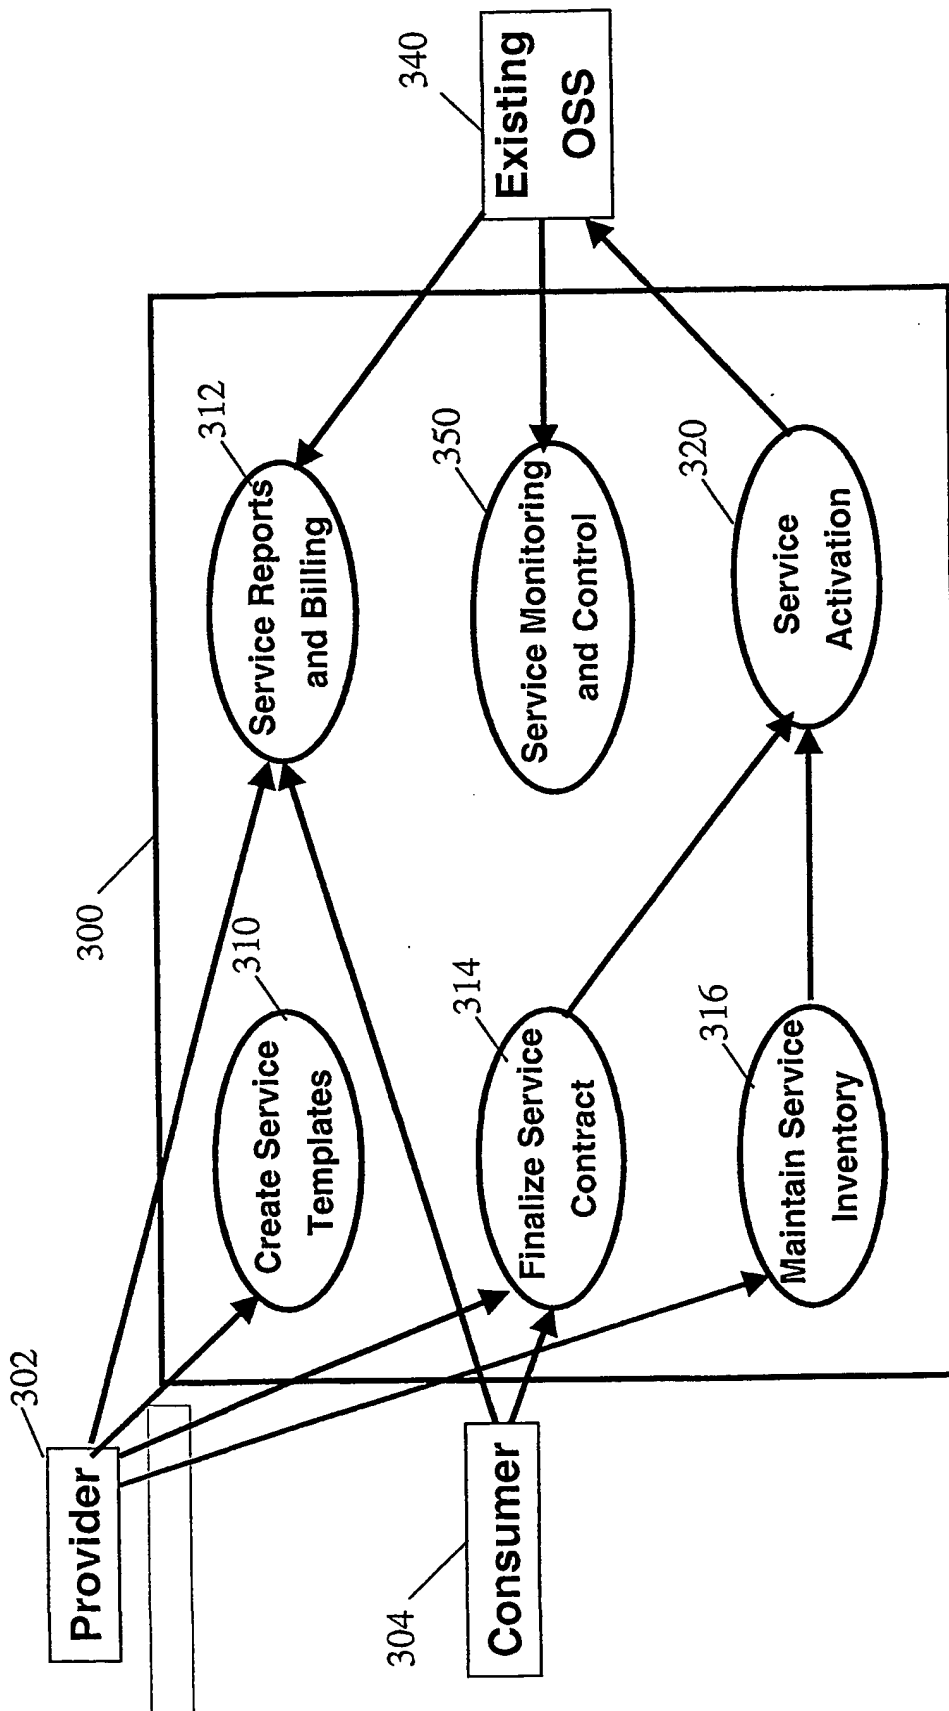 302
Provider
300
310
Create Service
Templates
312
Service Reports
and Billing
340
Existing
OSS
304
Consumer
314
Finalize Service
Contract
350
Service Monitoring
and Control
316
Maintain Service
Inventory
320
Service
Activation